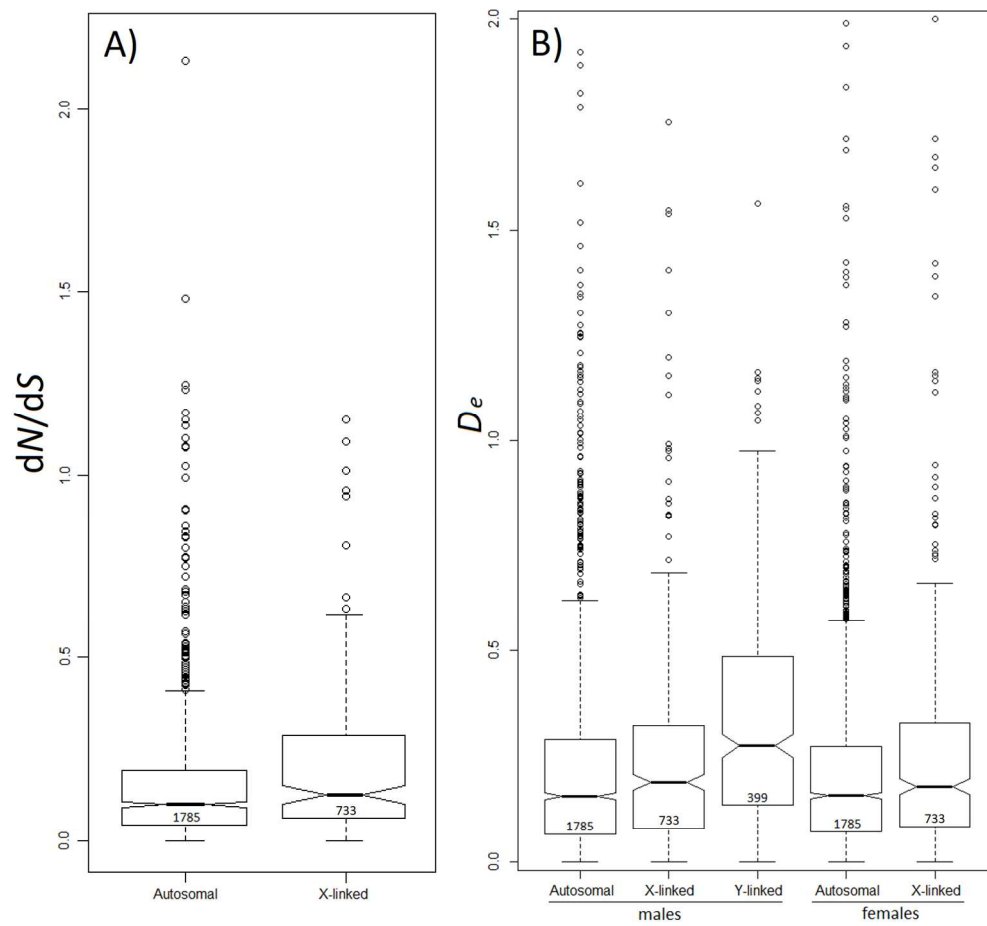 A)
dN/dS
2.0
1.5
1.0
0.5
0.0
1785
733
Autosomal X-linked
B)
De
2.0
1.5
1.0
0.5
0.0
1785
733
399
1785
733
Autosomal X-linked Y-linked Autosomal X-linked
males females